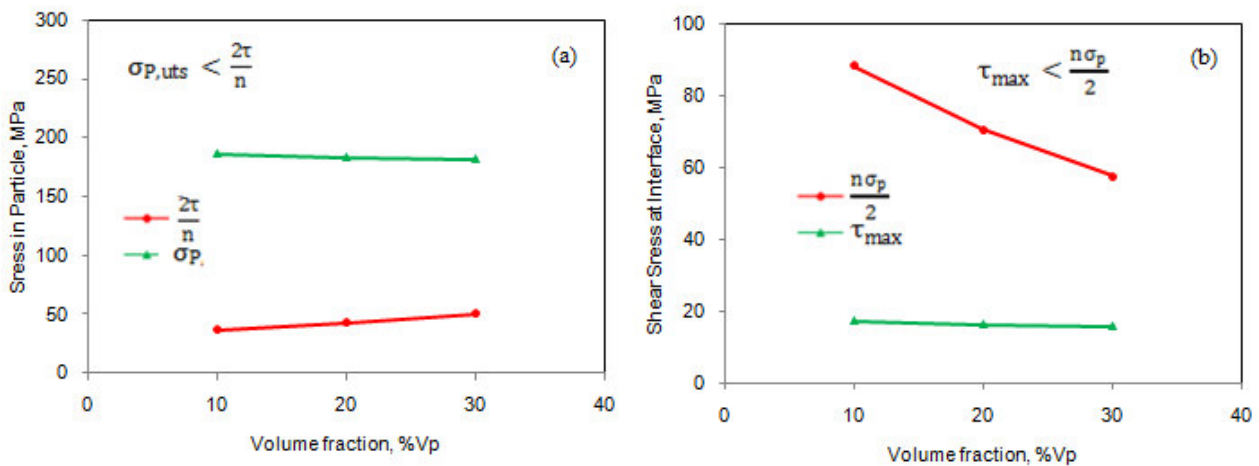 (a)
σP,uts < 2τ/n
300
250
200
150
100
50
0
Sress in Particle, MPa
2τ/n
σP,
0 10 20 30 40
Volume fraction, %Vp
(b)
τmax < nσp/2
100
80
60
40
20
0
Shear Sress at Interface, MPa
nσp/2
τmax
0 10 20 30 40
Volume fraction, %Vp